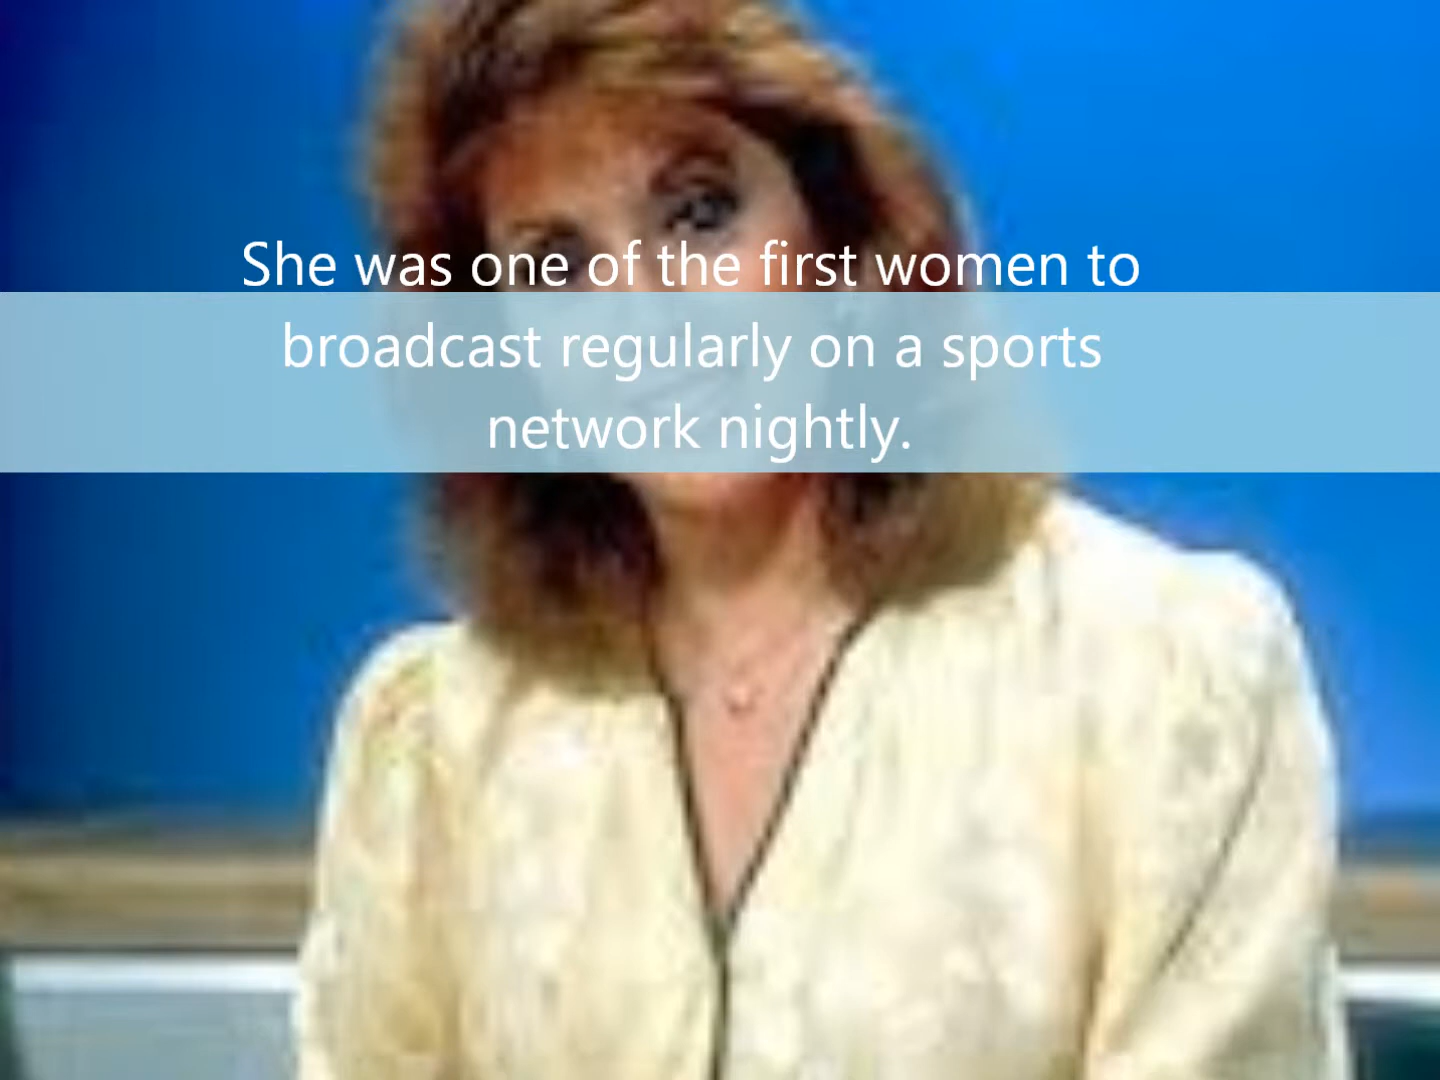 She was one of the first women to
broadcast regularly on a sports
network nightly.